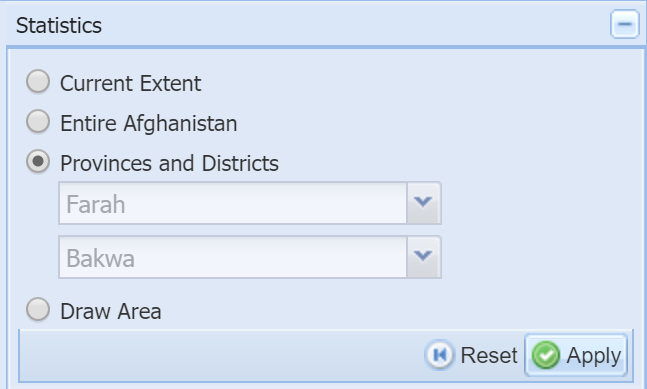 Statistics
Current Extent
Entire Afghanistan
Provinces and Districts
Farah
Bakwa
Draw Area
Reset Apply